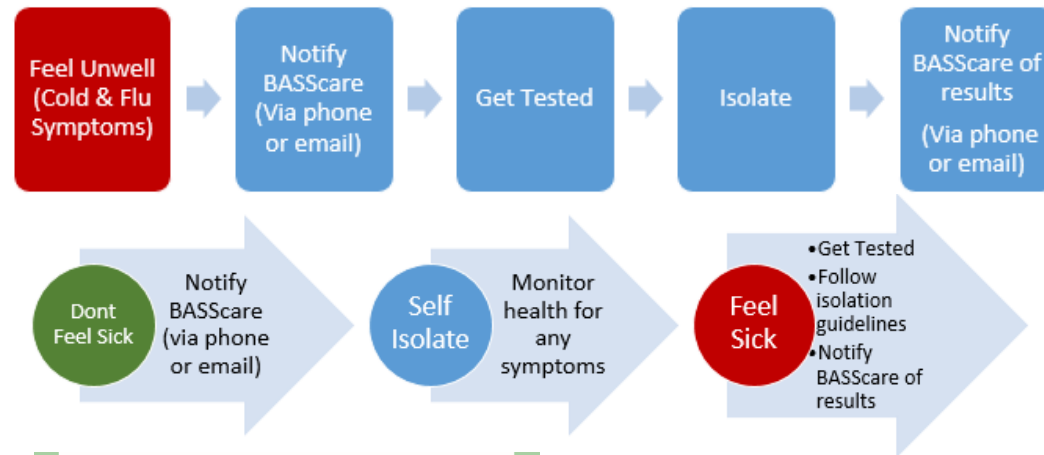 Feel Unwell
(Cold & Flu
Symptoms)
Notify
BASScare
(Via phone
or email)
Get Tested
Isolate
Notify
BASScare of
results
(Via phone
or email)
Dont
Feel Sick
Notify
BASScare
(via phone
or email)
Self
Isolate
Monitor
health for
any
symptoms
Feel
Sick
•Get Tested
•Follow
isolation
guidelines
•Notify
BASScare of
results